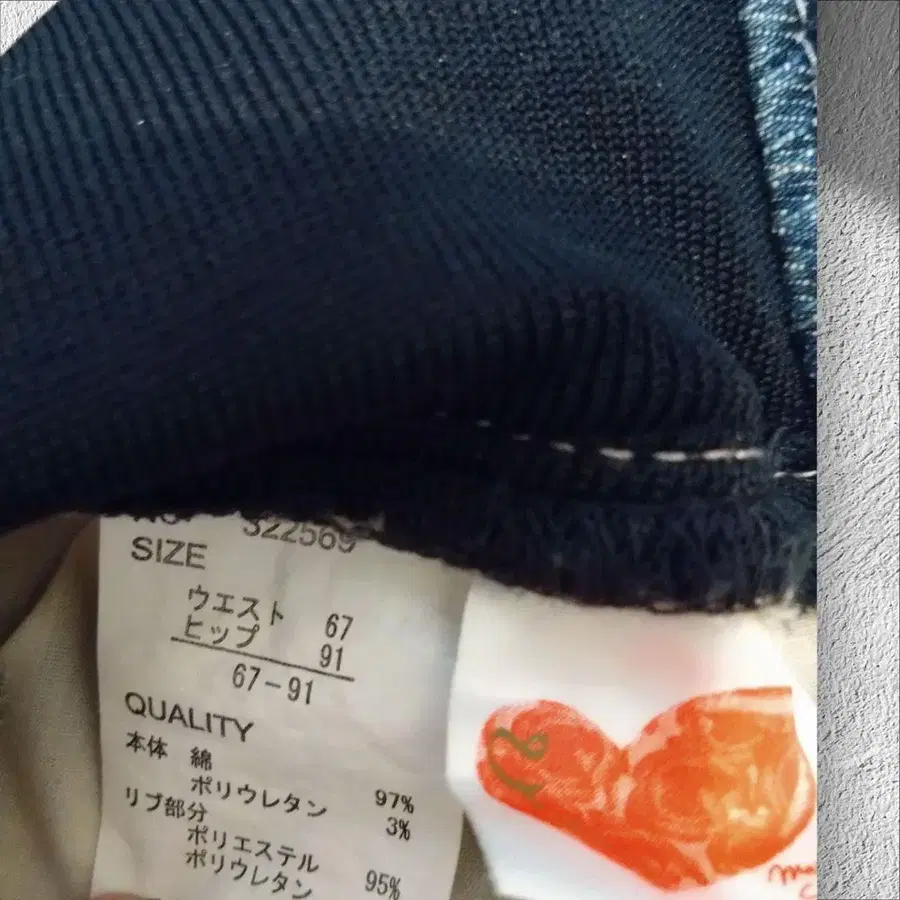 322569
SIZE
ウエスト 67
ヒップ 91
67-91
QUALITY
本体 綿 97%
ポリウレタン 3%
リブ部分
ポリエステル 95%
ポリウレタン